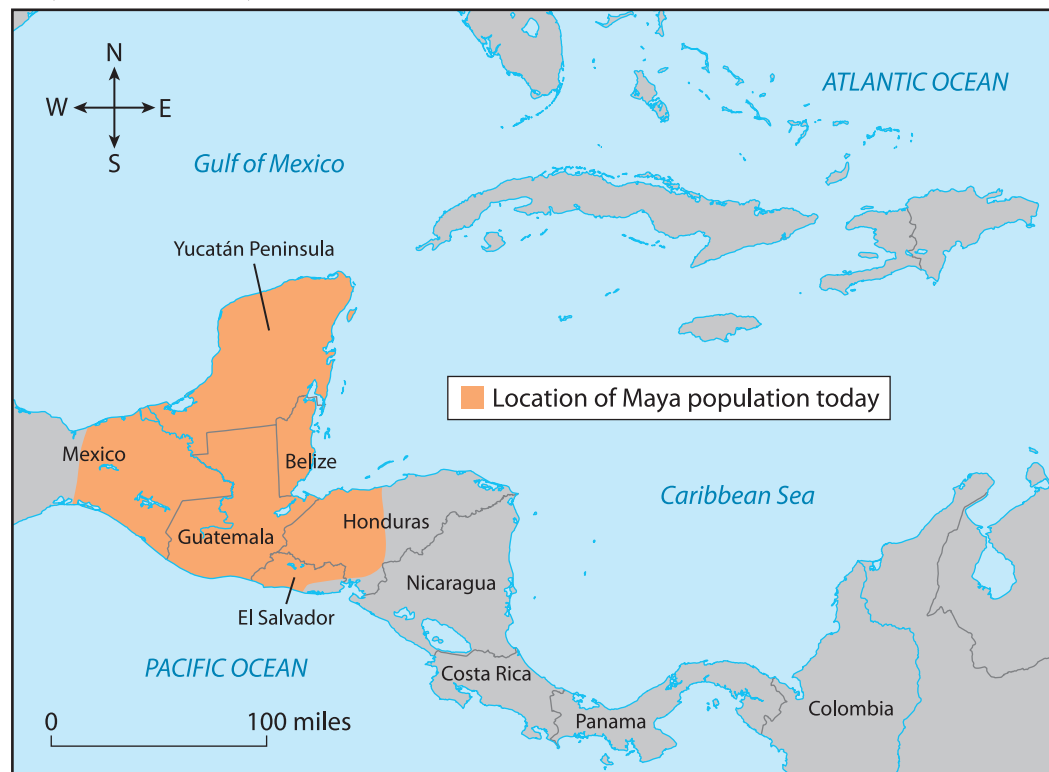 N
W E
S
ATLANTIC OCEAN
Gulf of Mexico
Yucatán Peninsula
Location of Maya population today
Mexico
Belize
Caribbean Sea
Honduras
Guatemala
Nicaragua
El Salvador
PACIFIC OCEAN
Costa Rica
Colombia
Panama
0 100 miles